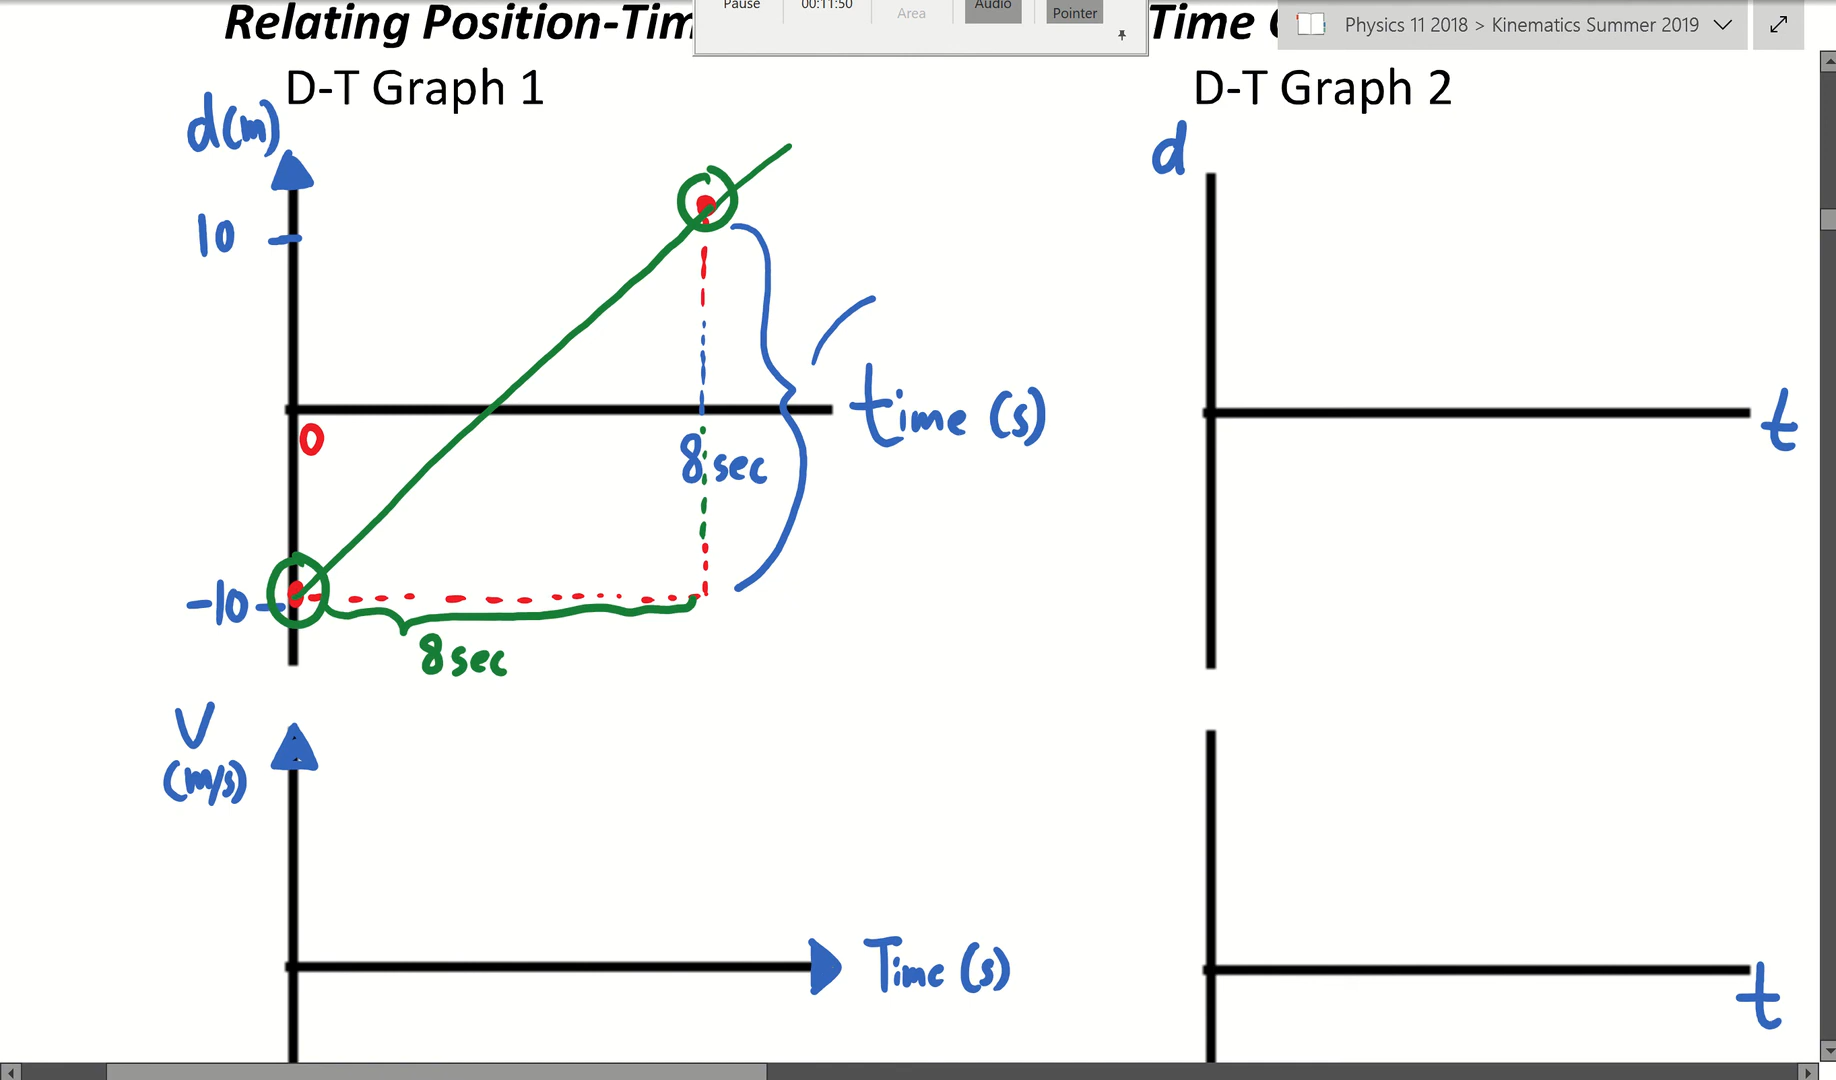 Relating Position-Tim
Time
Pause
00:11:50
Area
Audio
Pointer
Physics 11 2018 > Kinematics Summer 2019
D-T Graph 1
D-T Graph 2
d(m)
d
10
time (s)
t
0
8 sec
-10
8 sec
V
(m/s)
Time (s)
t